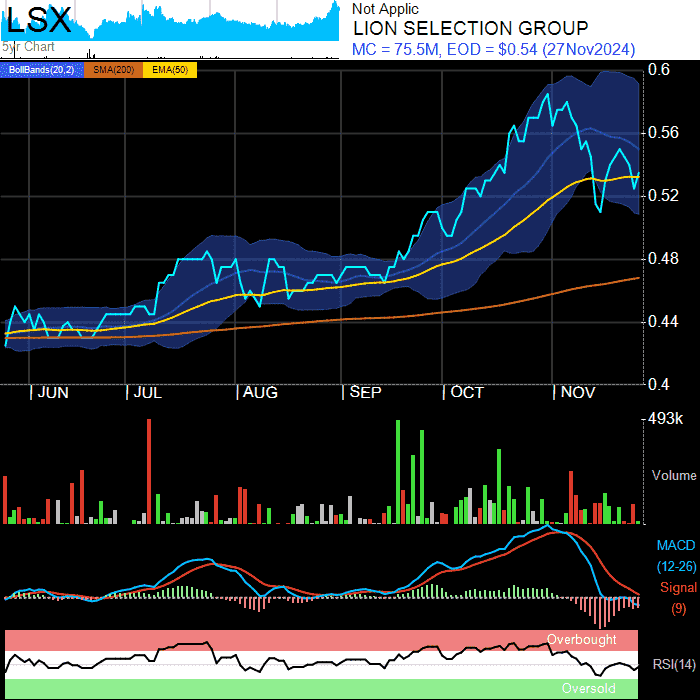 LSX
5yr Chart
Not Applic
LION SELECTION GROUP
MC = 75.5M, EOD = $0.54 (27Nov2024)
BollBands(20,2) SMA(200) EMA(50)
0.6
0.56
0.52
0.48
0.44
0.4
JUN JUL AUG SEP OCT NOV
493k
Volume
MACD
(12-26)
Signal
(9)
Overbought
RSI(14)
Oversold